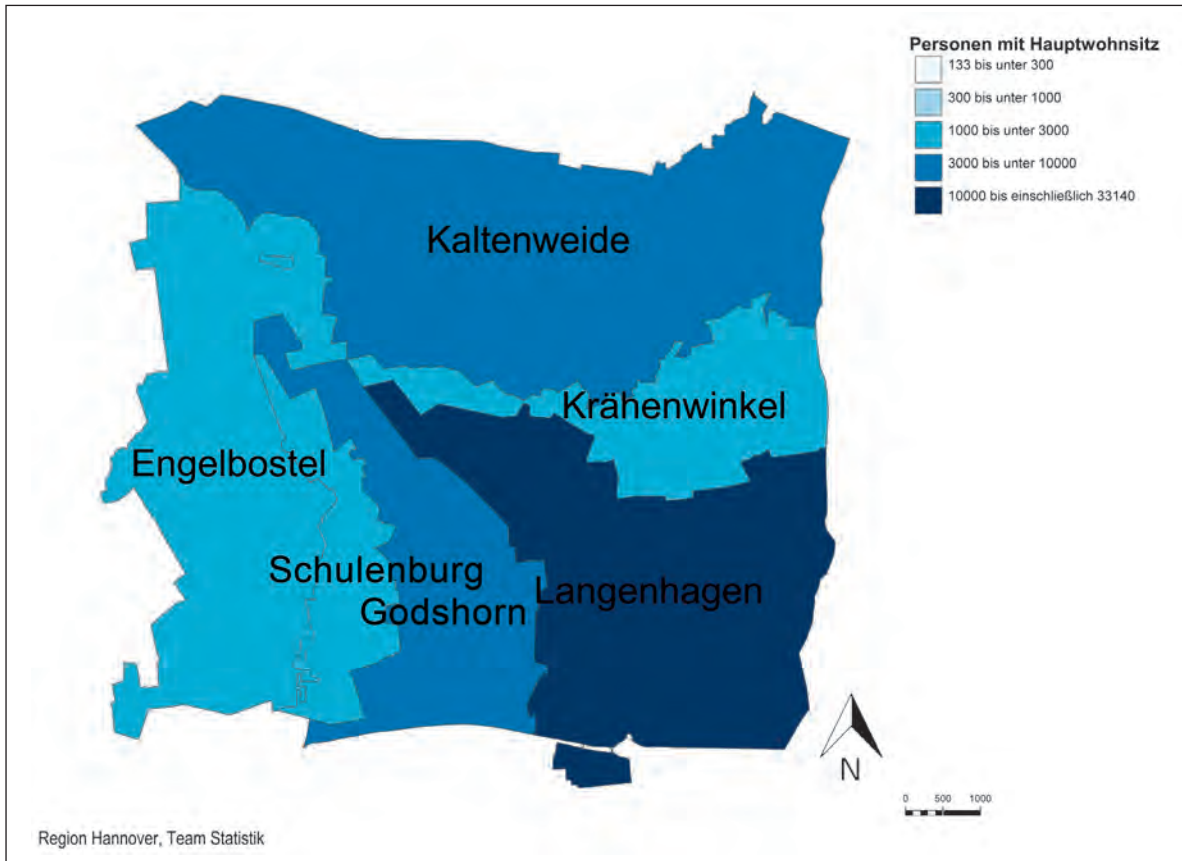 Personen mit Hauptwohnsitz
133 bis unter 300
300 bis unter 1000
1000 bis unter 3000
3000 bis unter 10000
10000 bis einschließlich 33140
Kaltenweide
Krähenwinkel
Engelbostel
Schulenburg
Langenhagen
Godshorn
N
0 500 1000
Region Hannover, Team Statistik